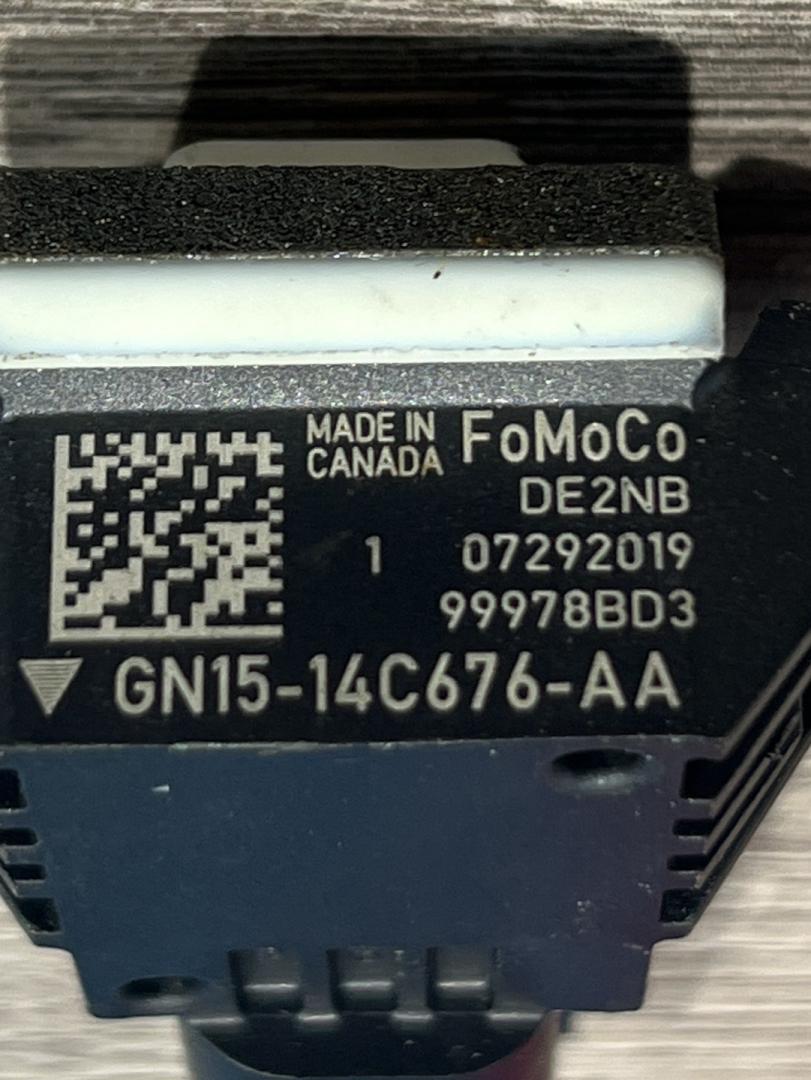 MADE IN
CANADA
FoMoCo
DE2NB
1 07292019
99978BD3
GN15-14C676-AA